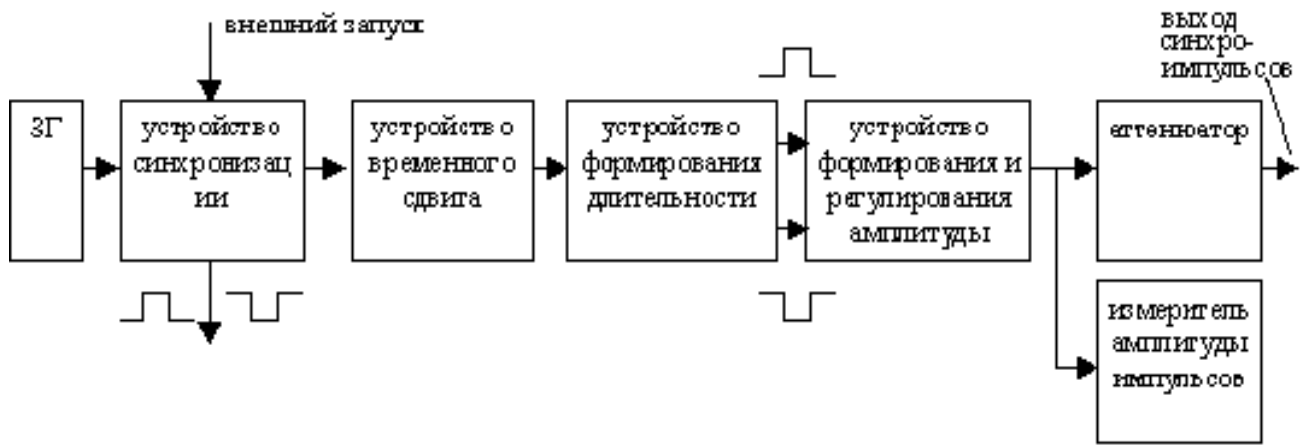 внешний запуск
выход
синхро-
импульсов
ЗГ
устройство
синхронизац
ии
устройство
временного
сдвига
устройство
формирования
длительности
устройство
формирования и
регулирования
амплитуды
аттенюатор
измеритель
амплитуды
импульсов